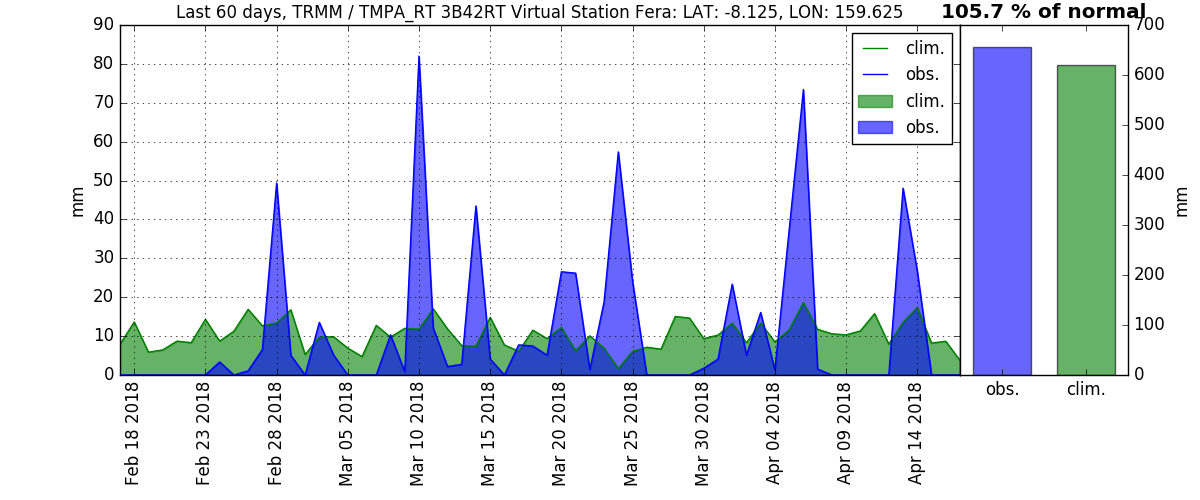 Last 60 days, TRMM / TMPA_RT 3B42RT Virtual Station Fera: LAT: -8.125, LON: 159.625
105.7 % of normal
90
80
70
60
50
40
30
20
10
0
mm
clim.
obs.
clim.
obs.
700
600
500
400
300
200
100
0
mm
Feb 18 2018
Feb 23 2018
Feb 28 2018
Mar 05 2018
Mar 10 2018
Mar 15 2018
Mar 20 2018
Mar 25 2018
Mar 30 2018
Apr 04 2018
Apr 09 2018
Apr 14 2018
obs.
clim.